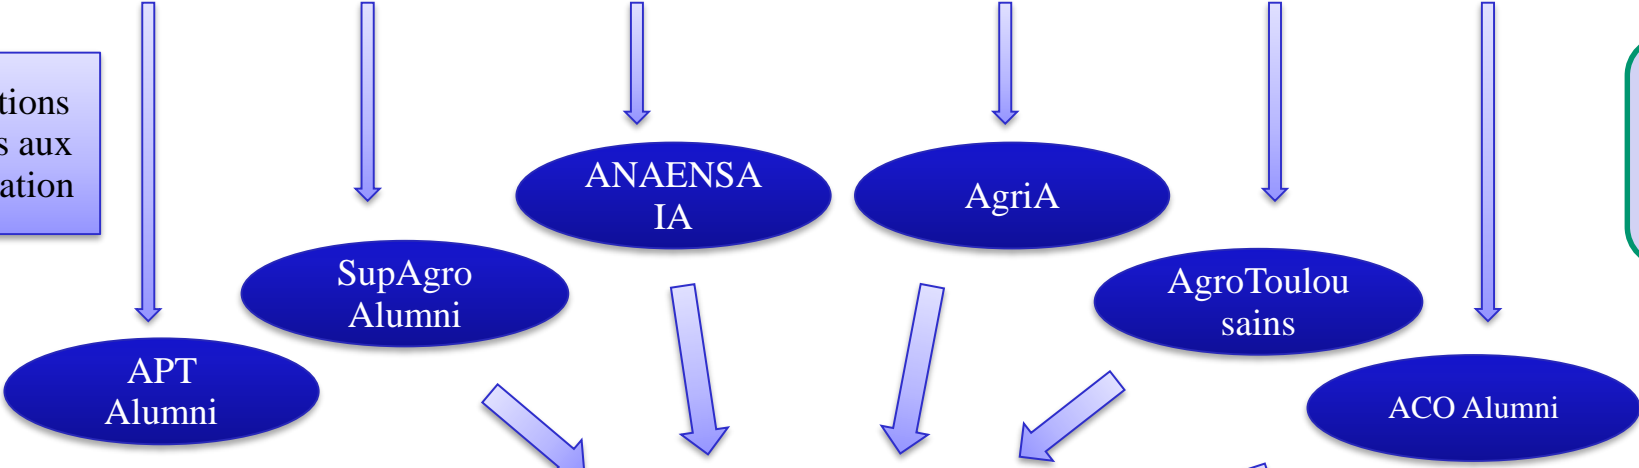 tions
s aux
ation
ANAENSA
IA
AgriA
SupAgro
Alumni
AgroToulou
sains
APT
Alumni
ACO Alumni